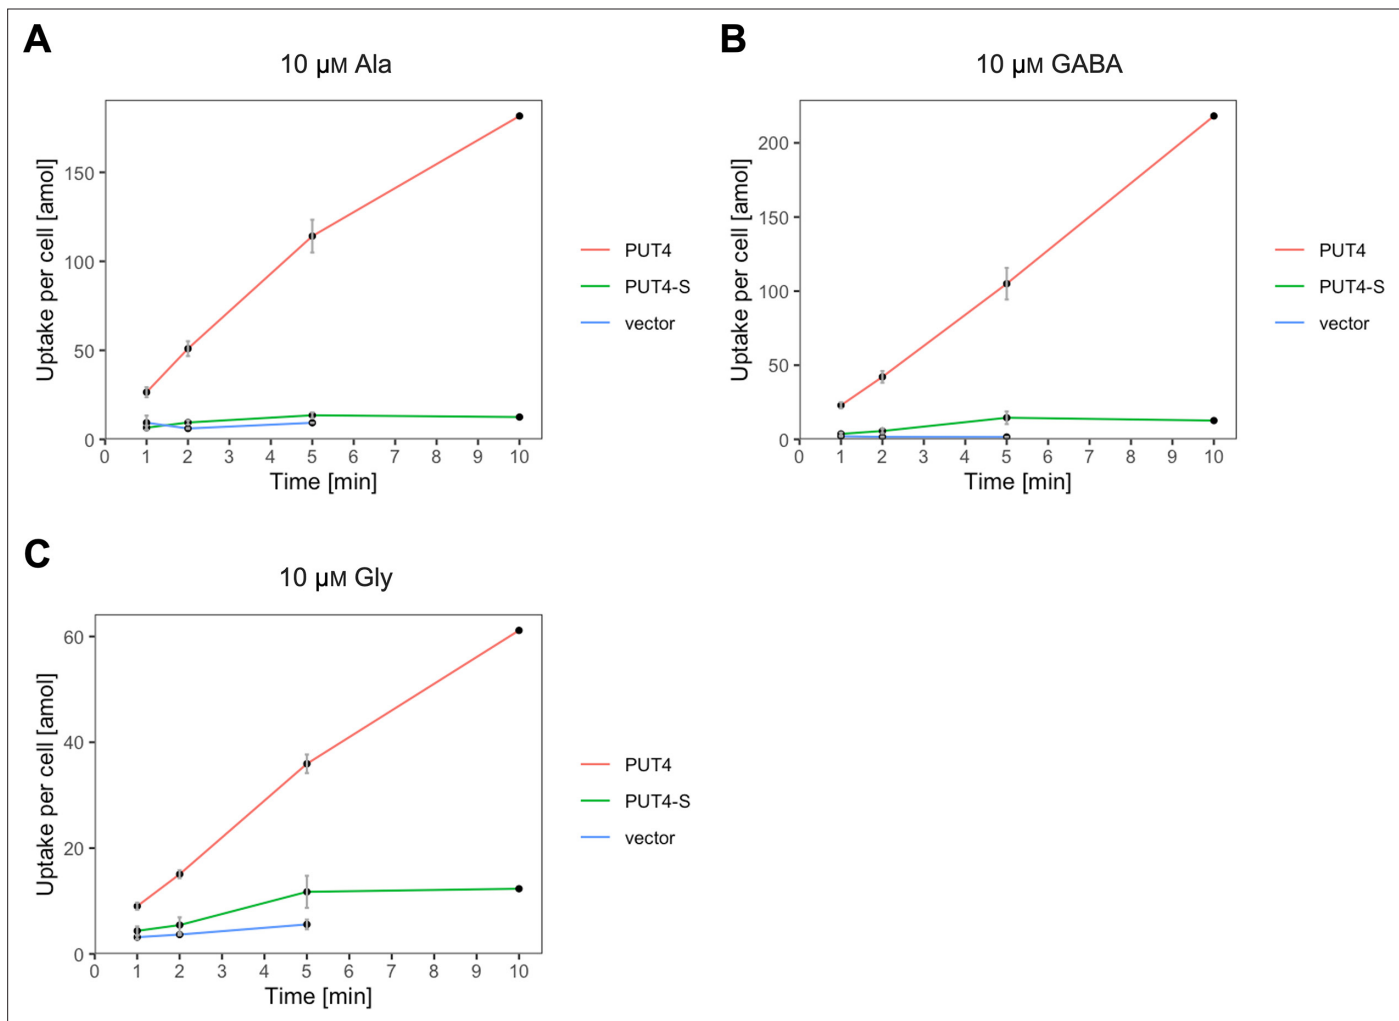 A
10 µM Ala
Uptake per cell [amol]
150
100
50
0
0 1 2 3 4 5 6 7 8 9 10
Time [min]
PUT4
PUT4-S
vector
B
10 µM GABA
Uptake per cell [amol]
200
150
100
50
0
0 1 2 3 4 5 6 7 8 9 10
Time [min]
PUT4
PUT4-S
vector
C
10 µM Gly
Uptake per cell [amol]
60
40
20
0
0 1 2 3 4 5 6 7 8 9 10
Time [min]
PUT4
PUT4-S
vector